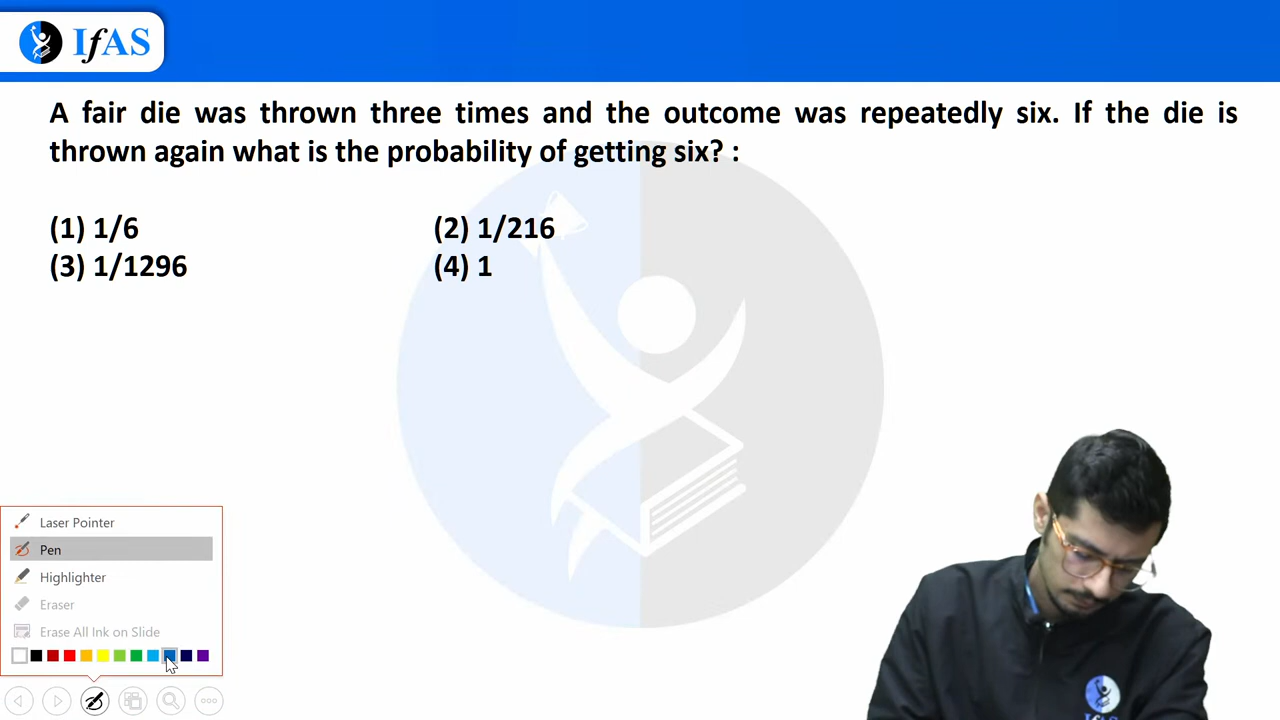 IfAS
A fair die was thrown three times and the outcome was repeatedly six. If the die is
thrown again what is the probability of getting six? :
(1) 1/6 (2) 1/216
(3) 1/1296 (4) 1
Laser Pointer
Pen
Highlighter
Eraser
Erase All Ink on Slide
IFAS